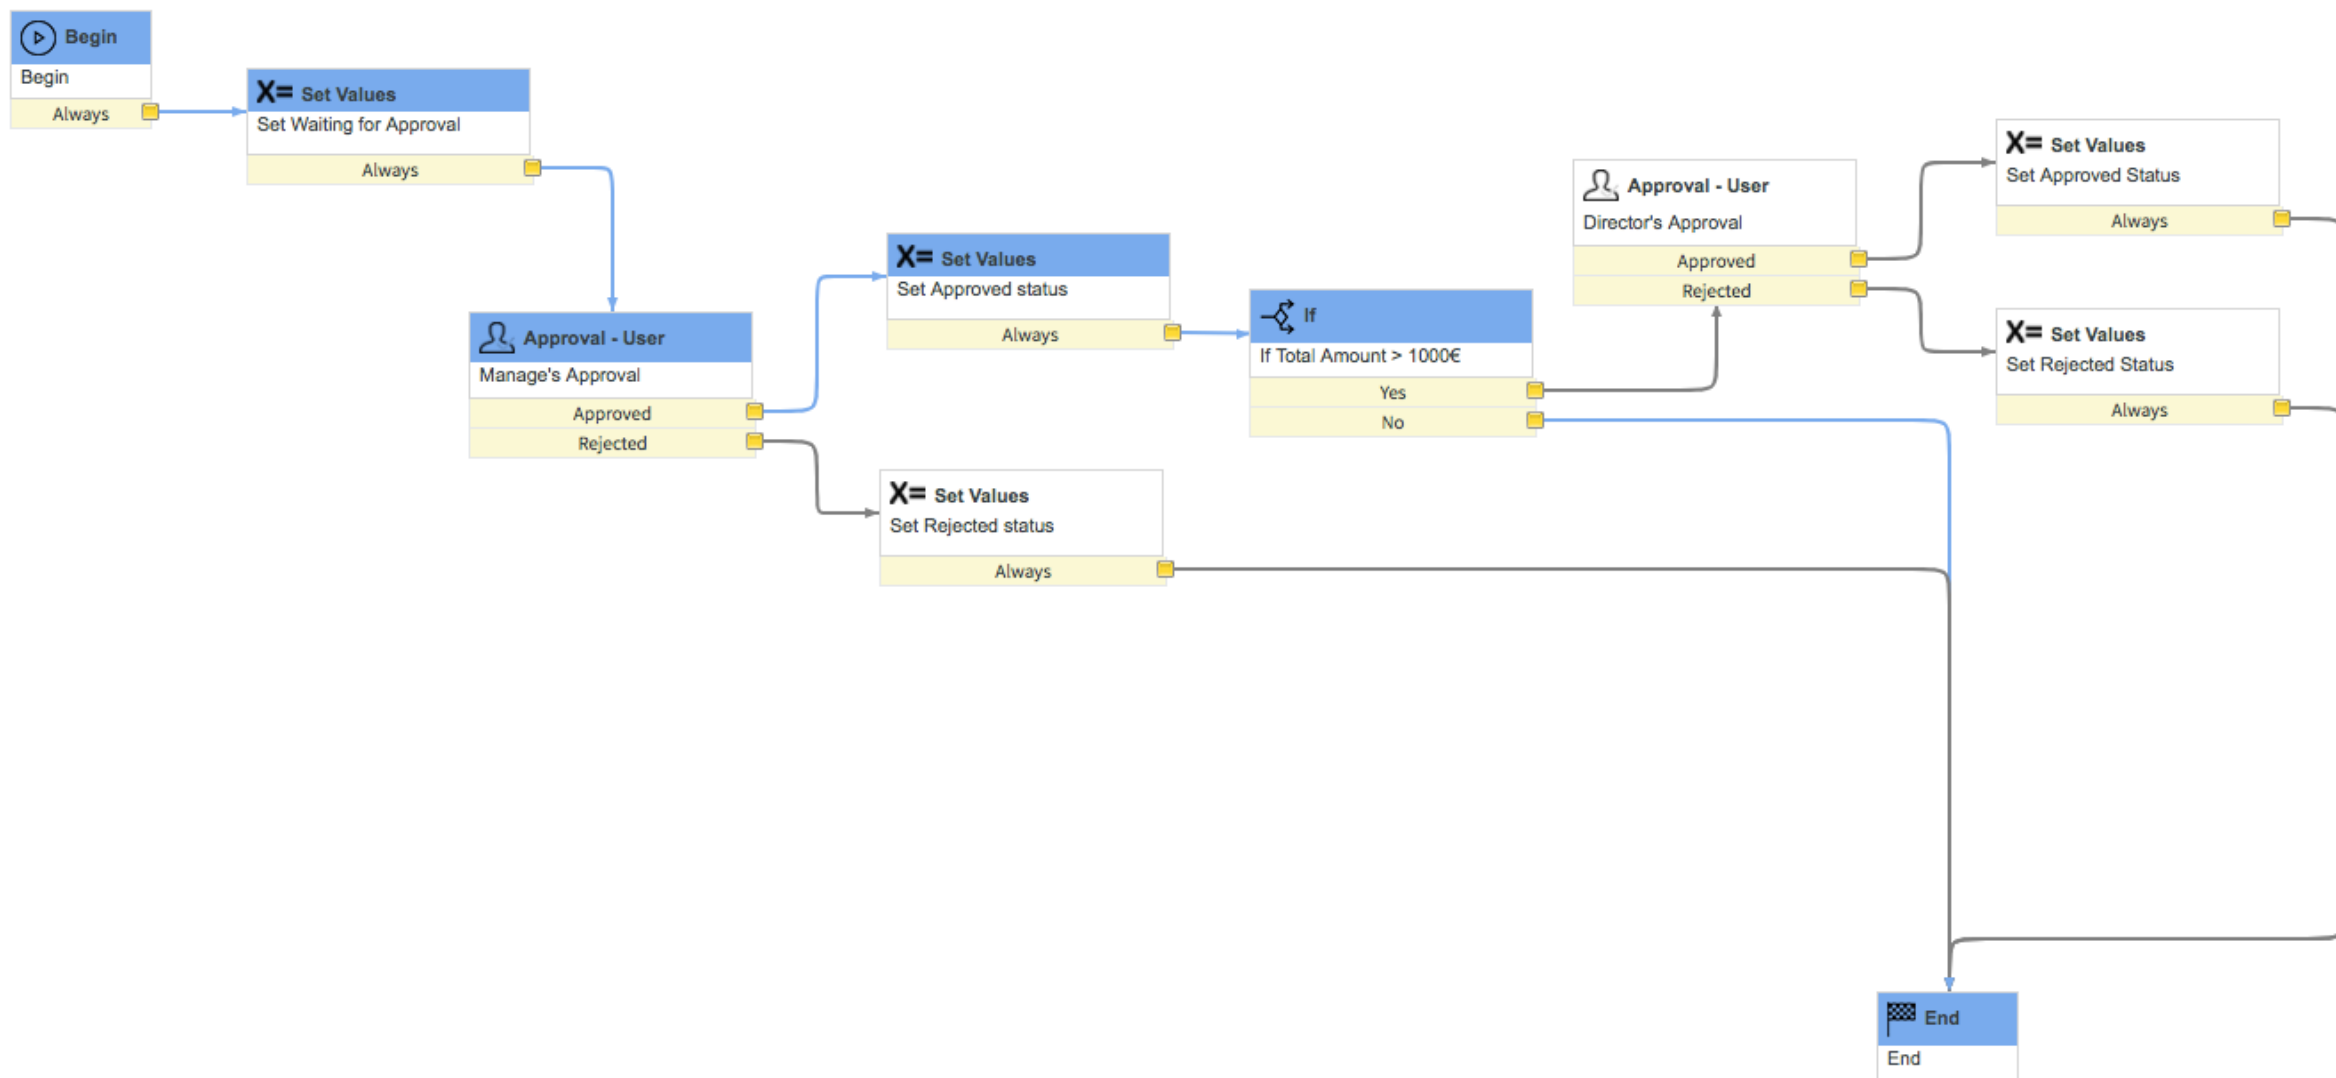 Begin
Begin
Always
X= Set Values
Set Waiting for Approval
Always
Approval - User
Manage's Approval
Approved
Rejected
X= Set Values
Set Approved status
Always
X= Set Values
Set Rejected status
Always
If
If Total Amount > 1000€
Yes
No
Approval - User
Director's Approval
Approved
Rejected
X= Set Values
Set Approved Status
Always
X= Set Values
Set Rejected Status
Always
End
End